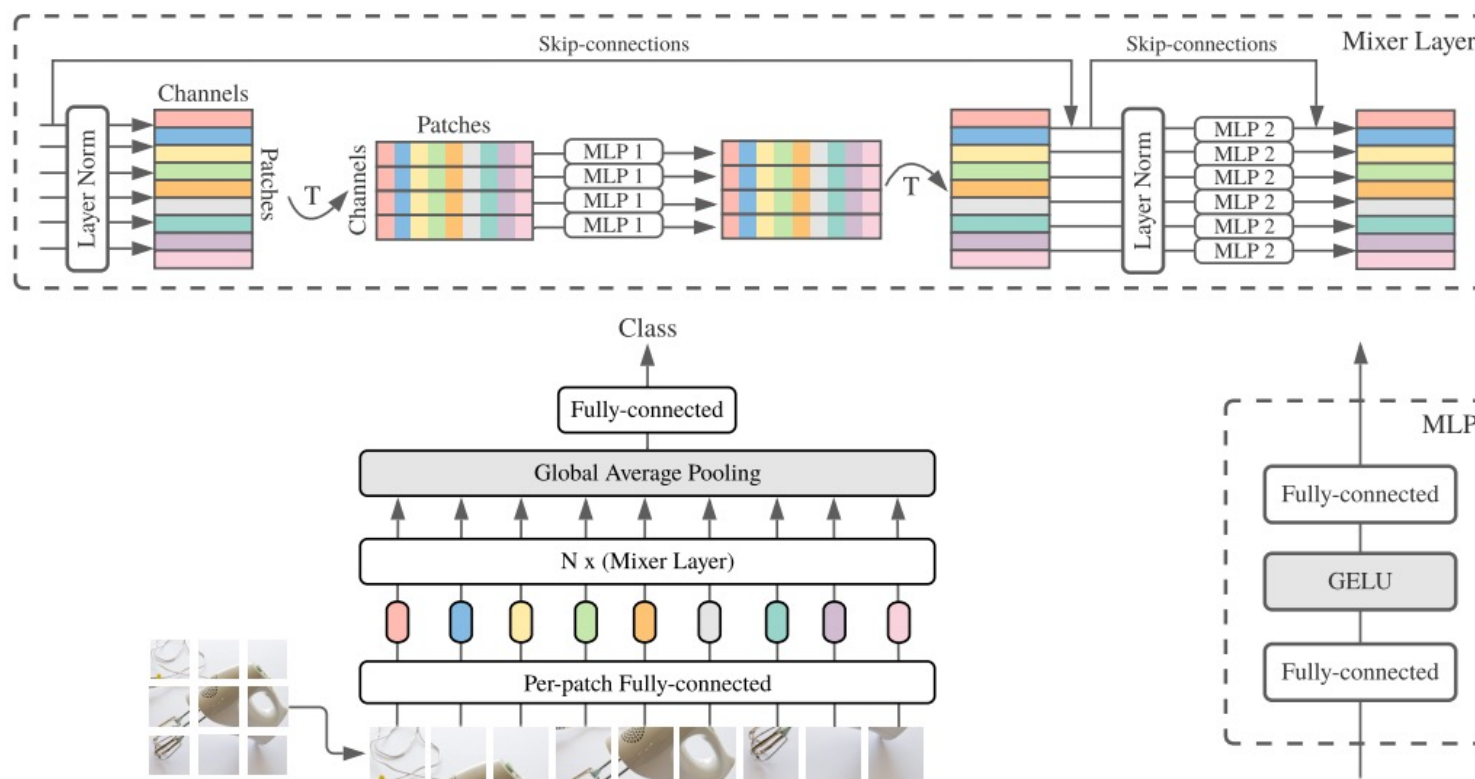 Skip-connections
Skip-connections
Mixer Layer
Channels
Layer Norm
Patches
T
Patches
Channels
MLP 1
MLP 1
MLP 1
MLP 1
T
Layer Norm
MLP 2
MLP 2
MLP 2
MLP 2
MLP 2
MLP 2
Class
Fully-connected
Global Average Pooling
N x (Mixer Layer)
Per-patch Fully-connected
MLP
Fully-connected
GELU
Fully-connected